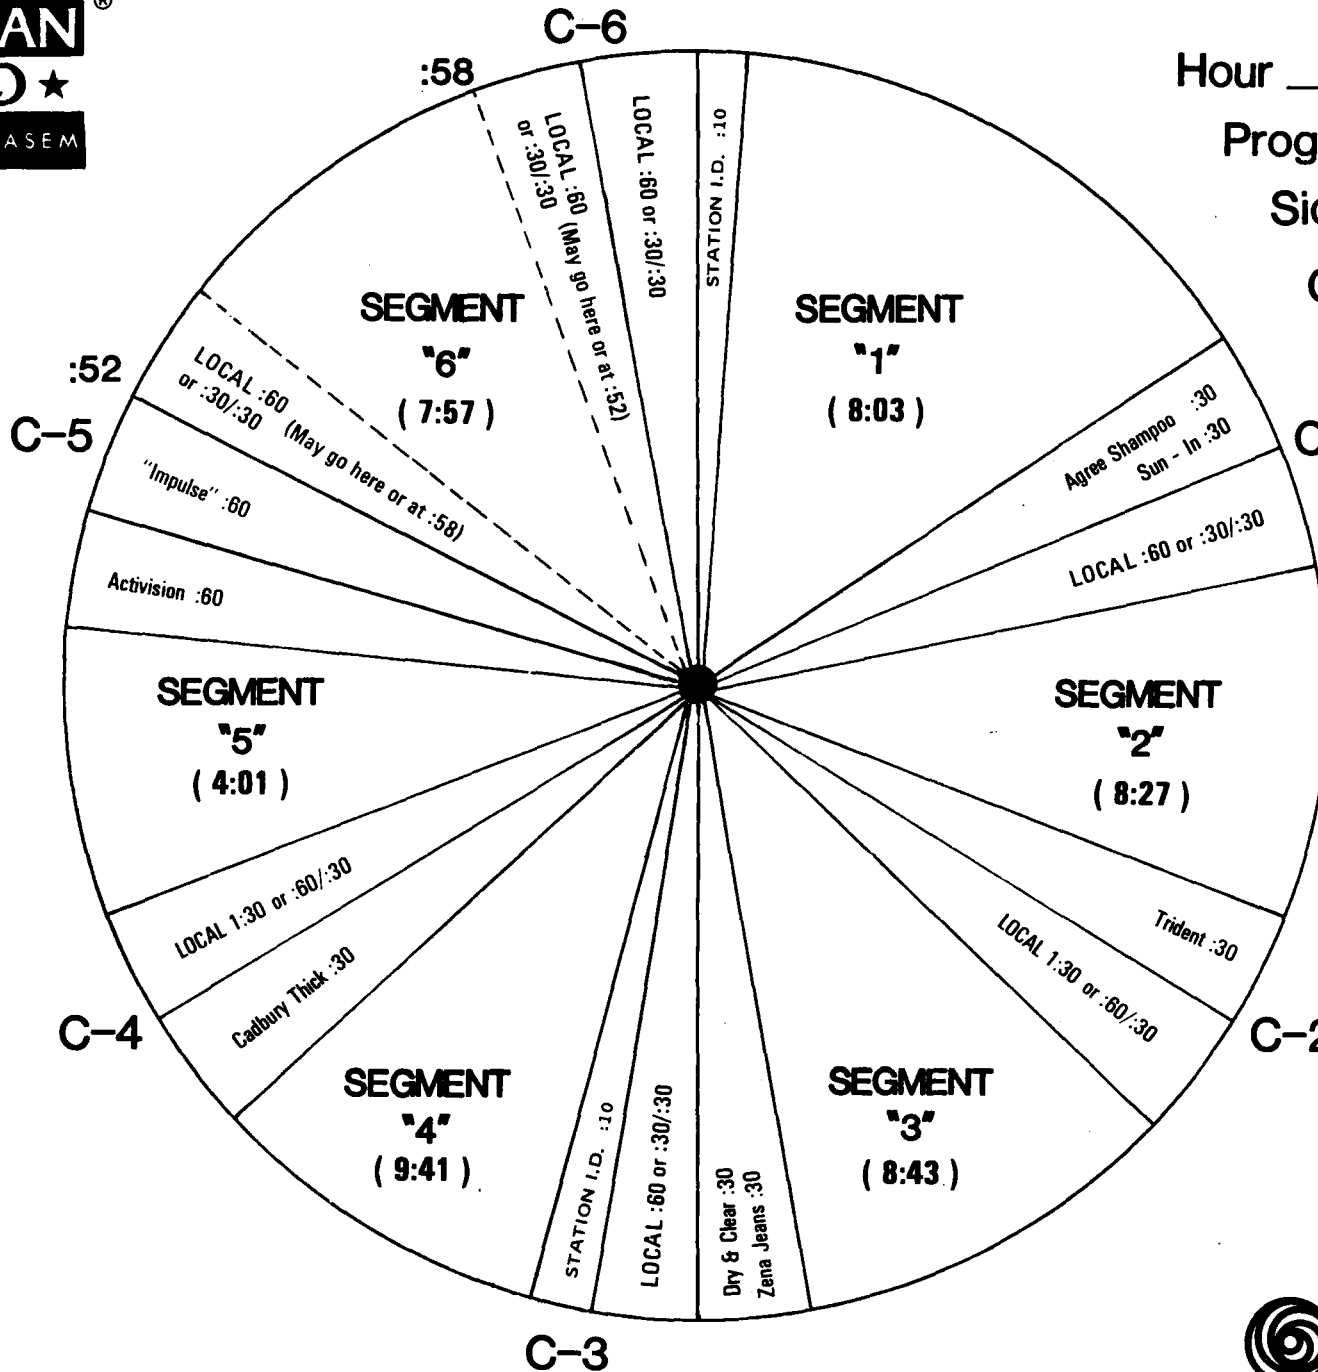 AN ®
ASEM
Hour
C-6
:58
LOCAL :60
or :30/:30 (May go here or at :52)
LOCAL :60 or :30/:30
STATION I.D. :10
SEGMENT
"1"
( 8:03 )
Agree Shampoo :30
Sun - In :30
LOCAL :60 or :30/:30
SEGMENT
"2"
( 8:27 )
Trident :30
C-2
LOCAL 1:30 or :60/:30
SEGMENT
"3"
( 8:43 )
Dry & Clear :30
Zena Jeans :30
C-3
LOCAL :60 or :30/:30
STATION I.D. :10
SEGMENT
"4"
( 9:41 )
Cadbury Thick :30
C-4
LOCAL 1:30 or :60/:30
SEGMENT
"5"
( 4:01 )
Activision :60
"Impulse" :60
C-5
:52
LOCAL :60
or :30/:30 (May go here or at :58)
SEGMENT
"6"
( 7:57 )